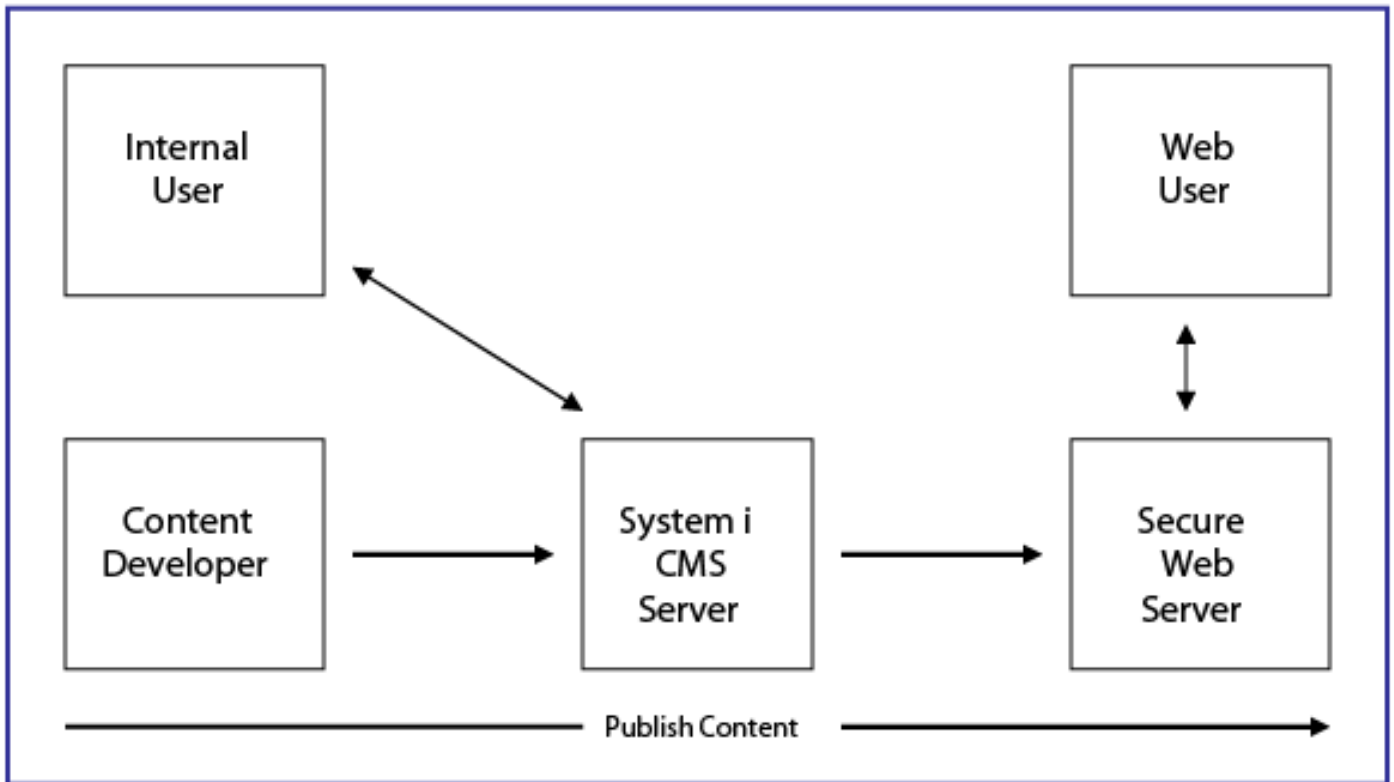 Internal
User
Web
User
Content
Developer
System i
CMS
Server
Secure
Web
Server
Publish Content